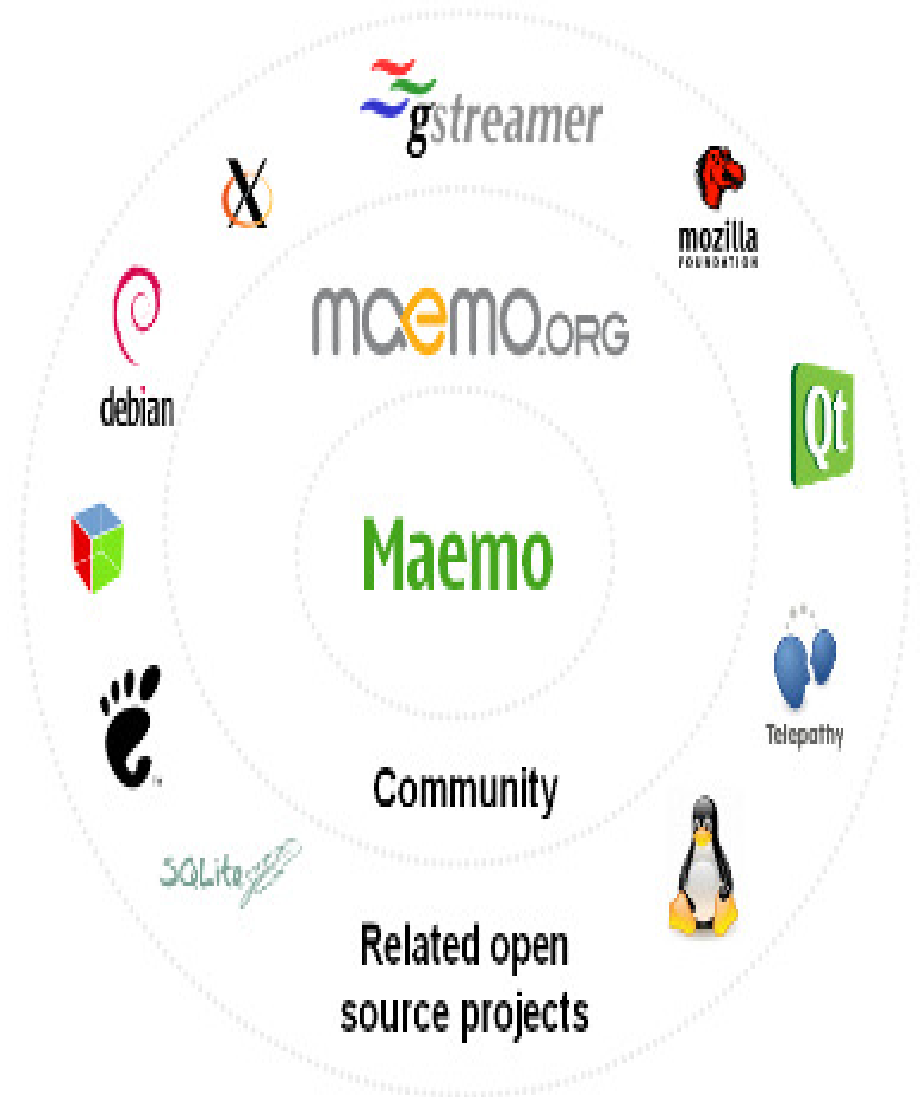 gstreamer
X
mozilla
FOUNDATION
maemo.org
debian
Qt
Maemo
Telepathy
Community
SQLite
Related open
source projects